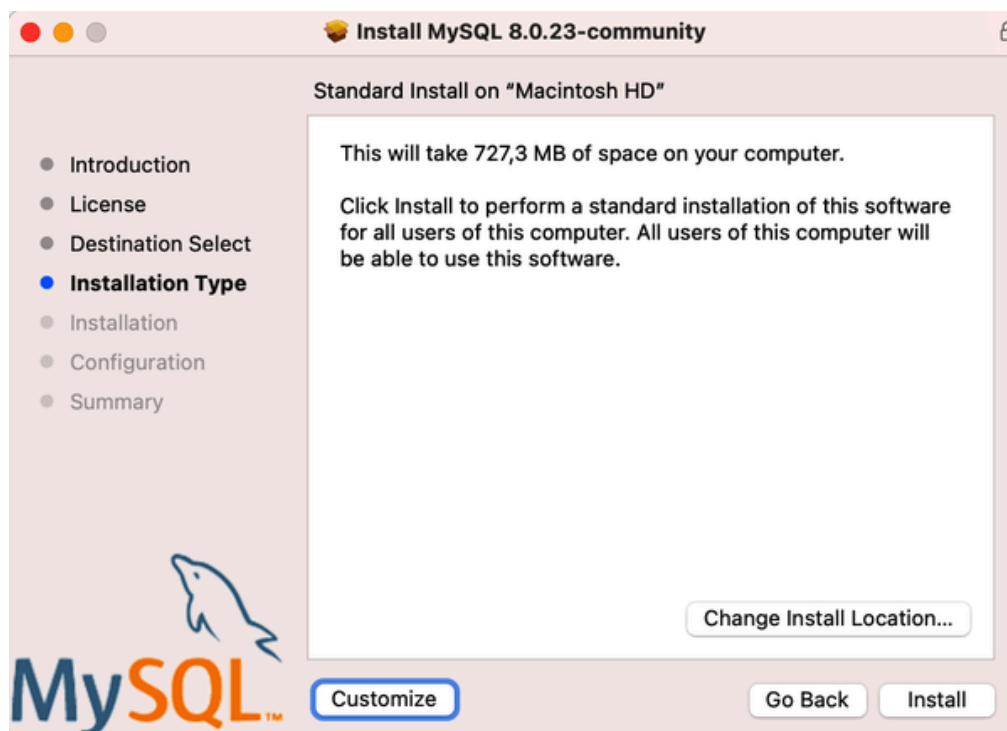 Install MySQL 8.0.23-community
Standard Install on “Macintosh HD”
Introduction
License
Destination Select
Installation Type
Installation
Configuration
Summary
This will take 727,3 MB of space on your computer.
Click Install to perform a standard installation of this software
for all users of this computer. All users of this computer will
be able to use this software.
Change Install Location...
MySQL™
Customize
Go Back
Install